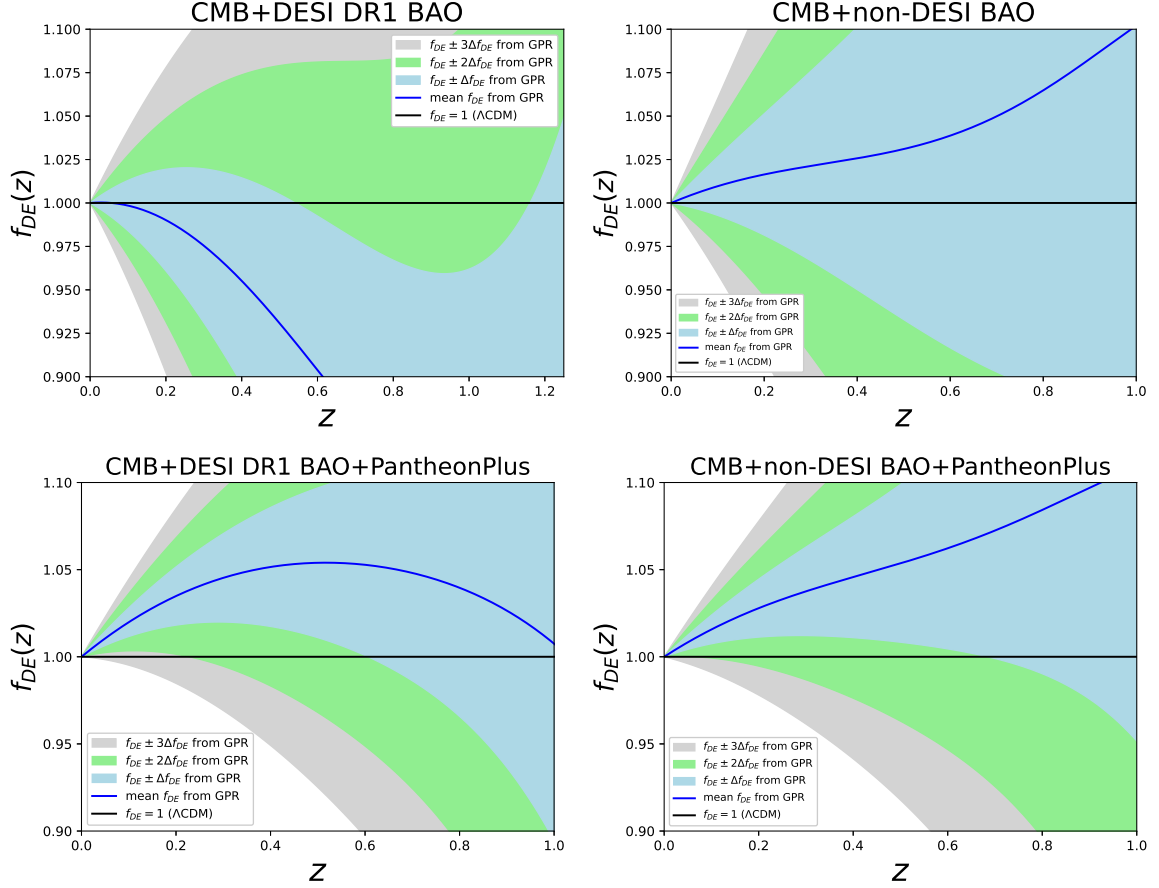 CMB+DESI DR1 BAO
f_DE(z)
1.100
1.075
1.050
1.025
1.000
0.975
0.950
0.925
0.900
f_DE ± 3Δf_DE from GPR
f_DE ± 2Δf_DE from GPR
f_DE ± Δf_DE from GPR
mean f_DE from GPR
f_DE = 1 (ΛCDM)
0.0 0.2 0.4 0.6 0.8 1.0 1.2
z
CMB+non-DESI BAO
f_DE(z)
1.100
1.075
1.050
1.025
1.000
0.975
0.950
0.925
0.900
f_DE ± 3Δf_DE from GPR
f_DE ± 2Δf_DE from GPR
f_DE ± Δf_DE from GPR
mean f_DE from GPR
f_DE = 1 (ΛCDM)
0.0 0.2 0.4 0.6 0.8 1.0
z
CMB+DESI DR1 BAO+PantheonPlus
f_DE(z)
1.10
1.05
1.00
0.95
0.90
f_DE ± 3Δf_DE from GPR
f_DE ± 2Δf_DE from GPR
f_DE ± Δf_DE from GPR
mean f_DE from GPR
f_DE = 1 (ΛCDM)
0.0 0.2 0.4 0.6 0.8 1.0
z
CMB+non-DESI BAO+PantheonPlus
f_DE(z)
1.10
1.05
1.00
0.95
0.90
f_DE ± 3Δf_DE from GPR
f_DE ± 2Δf_DE from GPR
f_DE ± Δf_DE from GPR
mean f_DE from GPR
f_DE = 1 (ΛCDM)
0.0 0.2 0.4 0.6 0.8 1.0
z